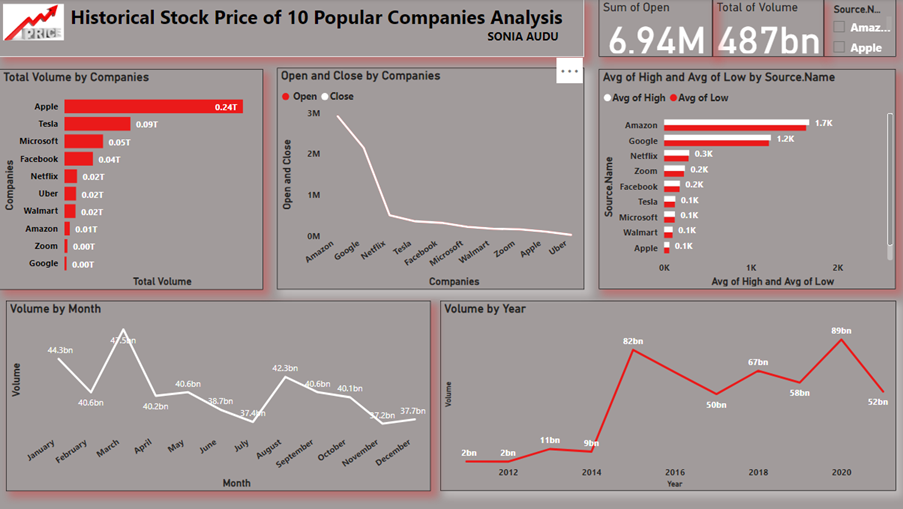 PRICE
Historical Stock Price of 10 Popular Companies Analysis
SONIA AUDU
Sum of Open
6.94M
Total of Volume
487bn
Source.N...
Amaz...
Apple
Total Volume by Companies
Companies
Apple 0.24T
Tesla 0.09T
Microsoft 0.05T
Facebook 0.04T
Netflix 0.02T
Uber 0.02T
Walmart 0.02T
Amazon 0.01T
Zoom 0.00T
Google 0.00T
Total Volume
Open and Close by Companies
Open Close
Open and Close
3M
2M
1M
0M
Amazon Google Netflix Tesla Facebook Microsoft Walmart Zoom Apple Uber
Companies
Avg of High and Avg of Low by Source.Name
Avg of High Avg of Low
Source.Name
Amazon 1.7K
Google 1.2K
Netflix 0.3K
Zoom 0.2K
Facebook 0.2K
Tesla 0.1K
Microsoft 0.1K
Walmart 0.1K
Apple 0.1K
0K 1K 2K
Avg of High and Avg of Low
Volume by Month
Volume
44.3bn 40.6bn 47.5bn 40.2bn 40.6bn 38.7bn 37.4bn 42.3bn 40.6bn 40.1bn 37.2bn 37.7bn
January February March April May June July August September October November December
Month
Volume by Year
Volume
2bn 2bn 11bn 9bn 82bn 50bn 67bn 58bn 89bn 52bn
2012 2014 2016 2018 2020
Year